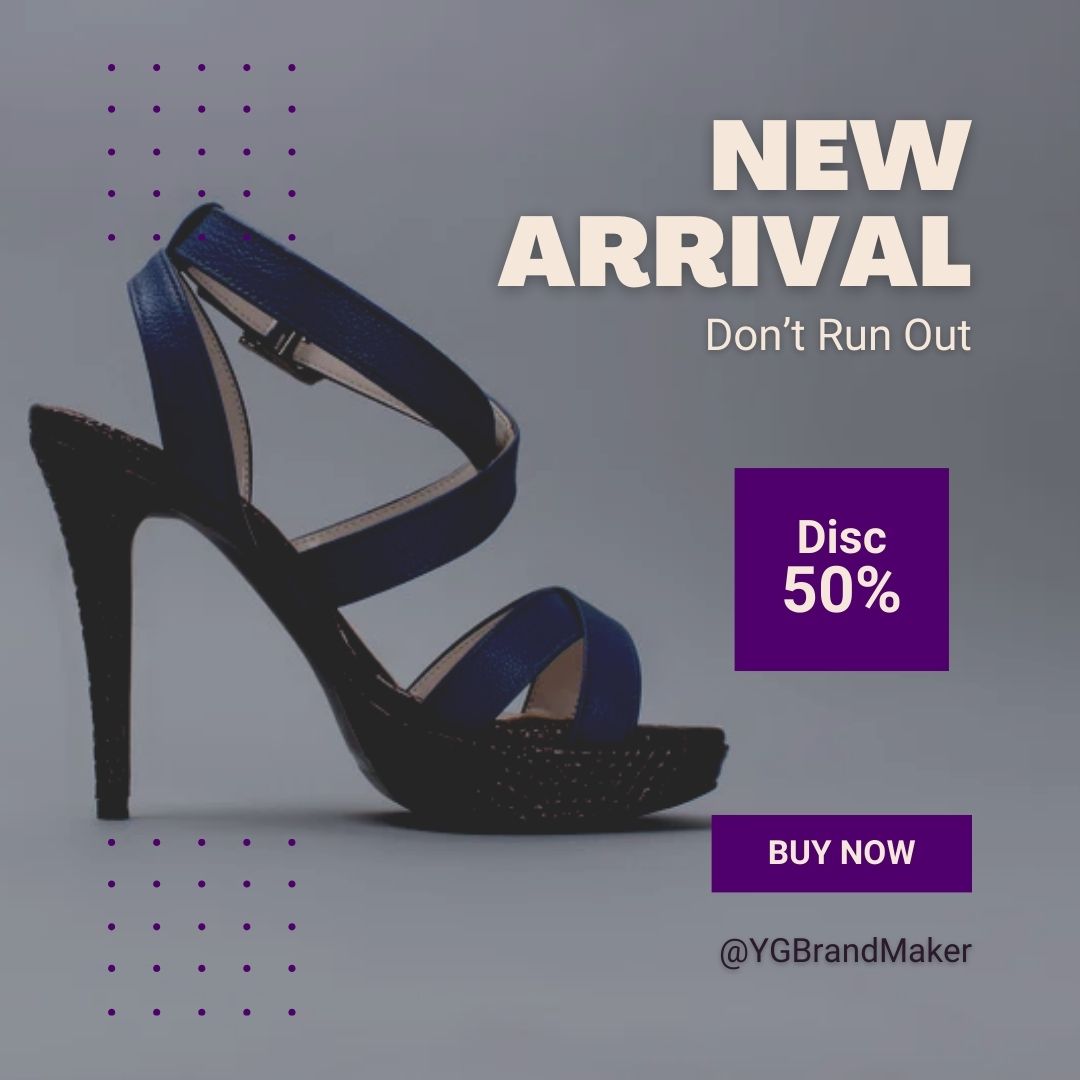 NEW
ARRIVAL
Don’t Run Out
Disc
50%
BUY NOW
@YGBrandMaker